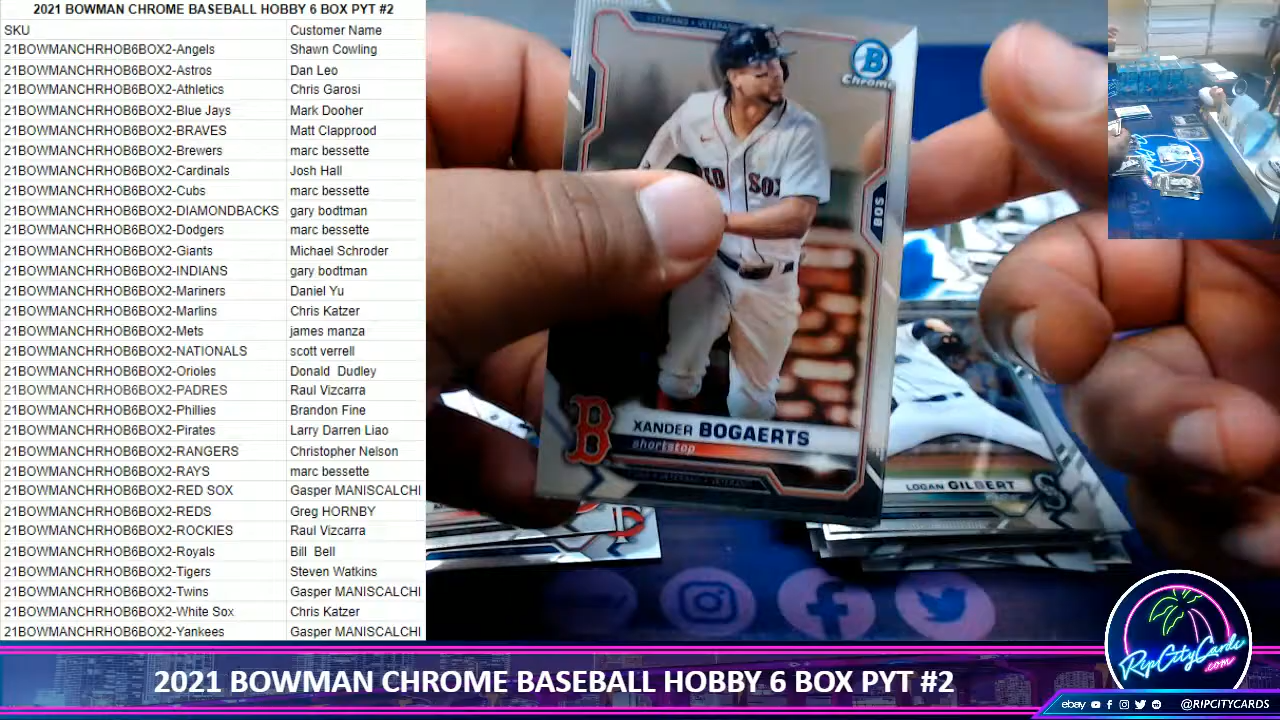 2021 BOWMAN CHROME BASEBALL HOBBY 6 BOX PYT #2
SKU Customer Name
21BOWMANCHRHOB6BOX2-Angels Shawn Cowling
21BOWMANCHRHOB6BOX2-Astros Dan Leo
21BOWMANCHRHOB6BOX2-Athletics Chris Garosi
21BOWMANCHRHOB6BOX2-Blue Jays Mark Dooher
21BOWMANCHRHOB6BOX2-BRAVES Matt Clapprood
21BOWMANCHRHOB6BOX2-Brewers marc bessette
21BOWMANCHRHOB6BOX2-Cardinals Josh Hall
21BOWMANCHRHOB6BOX2-Cubs marc bessette
21BOWMANCHRHOB6BOX2-DIAMONDBACKS gary bodtman
21BOWMANCHRHOB6BOX2-Dodgers marc bessette
21BOWMANCHRHOB6BOX2-Giants Michael Schroder
21BOWMANCHRHOB6BOX2-INDIANS gary bodtman
21BOWMANCHRHOB6BOX2-Mariners Daniel Yu
21BOWMANCHRHOB6BOX2-Marlins Chris Katzer
21BOWMANCHRHOB6BOX2-Mets james manza
21BOWMANCHRHOB6BOX2-NATIONALS scott verrell
21BOWMANCHRHOB6BOX2-Orioles Donald Dudley
21BOWMANCHRHOB6BOX2-PADRES Raul Vizcarra
21BOWMANCHRHOB6BOX2-Phillies Brandon Fine
21BOWMANCHRHOB6BOX2-Pirates Larry Darren Liao
21BOWMANCHRHOB6BOX2-RANGERS Christopher Nelson
21BOWMANCHRHOB6BOX2-RAYS marc bessette
21BOWMANCHRHOB6BOX2-RED SOX Gasper MANISCALCHI
21BOWMANCHRHOB6BOX2-REDS Greg HORNBY
21BOWMANCHRHOB6BOX2-ROCKIES Raul Vizcarra
21BOWMANCHRHOB6BOX2-Royals Bill Bell
21BOWMANCHRHOB6BOX2-Tigers Steven Watkins
21BOWMANCHRHOB6BOX2-Twins Gasper MANISCALCHI
21BOWMANCHRHOB6BOX2-White Sox Chris Katzer
21BOWMANCHRHOB6BOX2-Yankees Gasper MANISCALCHI
B
Chrome
RED SOX
BOS
B
XANDER BOGAERTS
shortstop
LOGAN GILBERT
S
RipCityCards
.com
2021 BOWMAN CHROME BASEBALL HOBBY 6 BOX PYT #2
ebay @RIPCITYCARDS